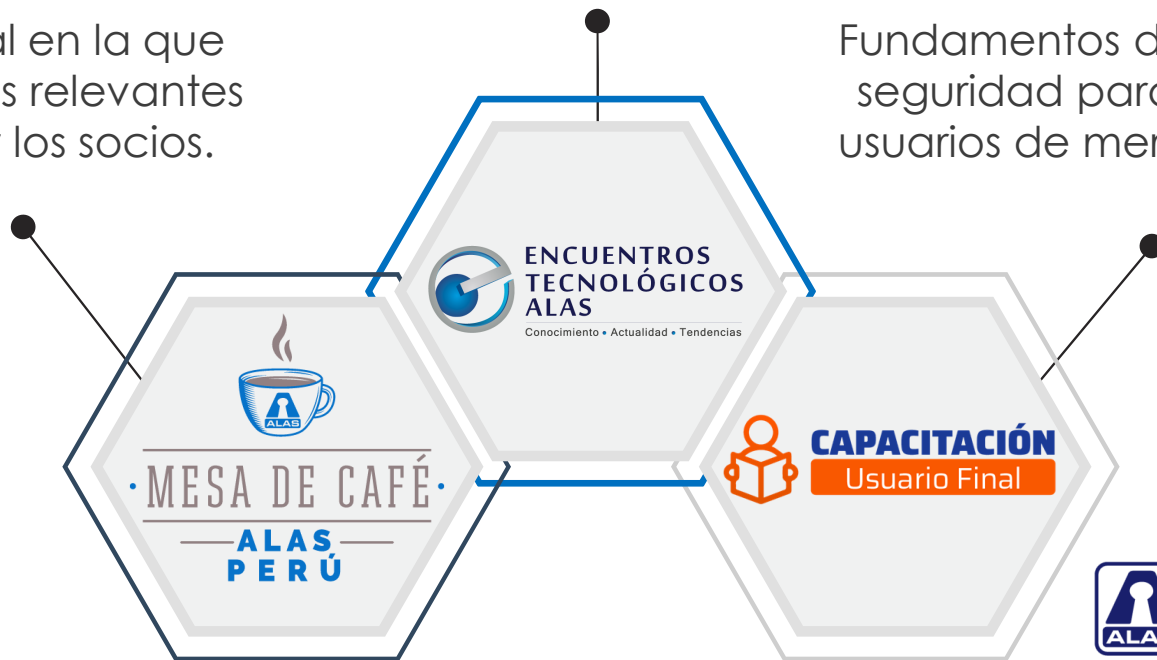 al en la que
s relevantes
los socios.
Fundamentos d
seguridad para
usuarios de mer
ENCUENTROS
TECNOLÓGICOS
ALAS
Conocimiento • Actualidad • Tendencias
ALAS
· MESA DE CAFÉ ·
ALAS
PERÚ
CAPACITACIÓN
Usuario Final
ALA